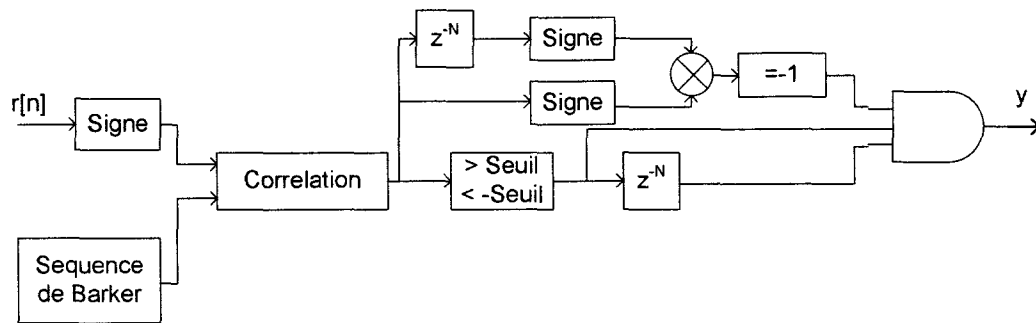 z⁻ᴺ
Signe
=-1
y
r[n]
Signe
Signe
Correlation
> Seuil
< -Seuil
z⁻ᴺ
Sequence
de Barker